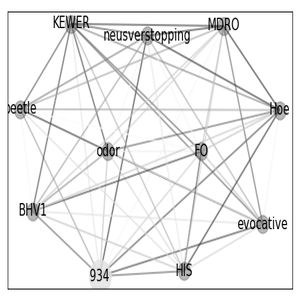 KEWER
MDRO
neusverstopping
beetle
Hoe
odor
FO
BHV1
evocative
934
HIS